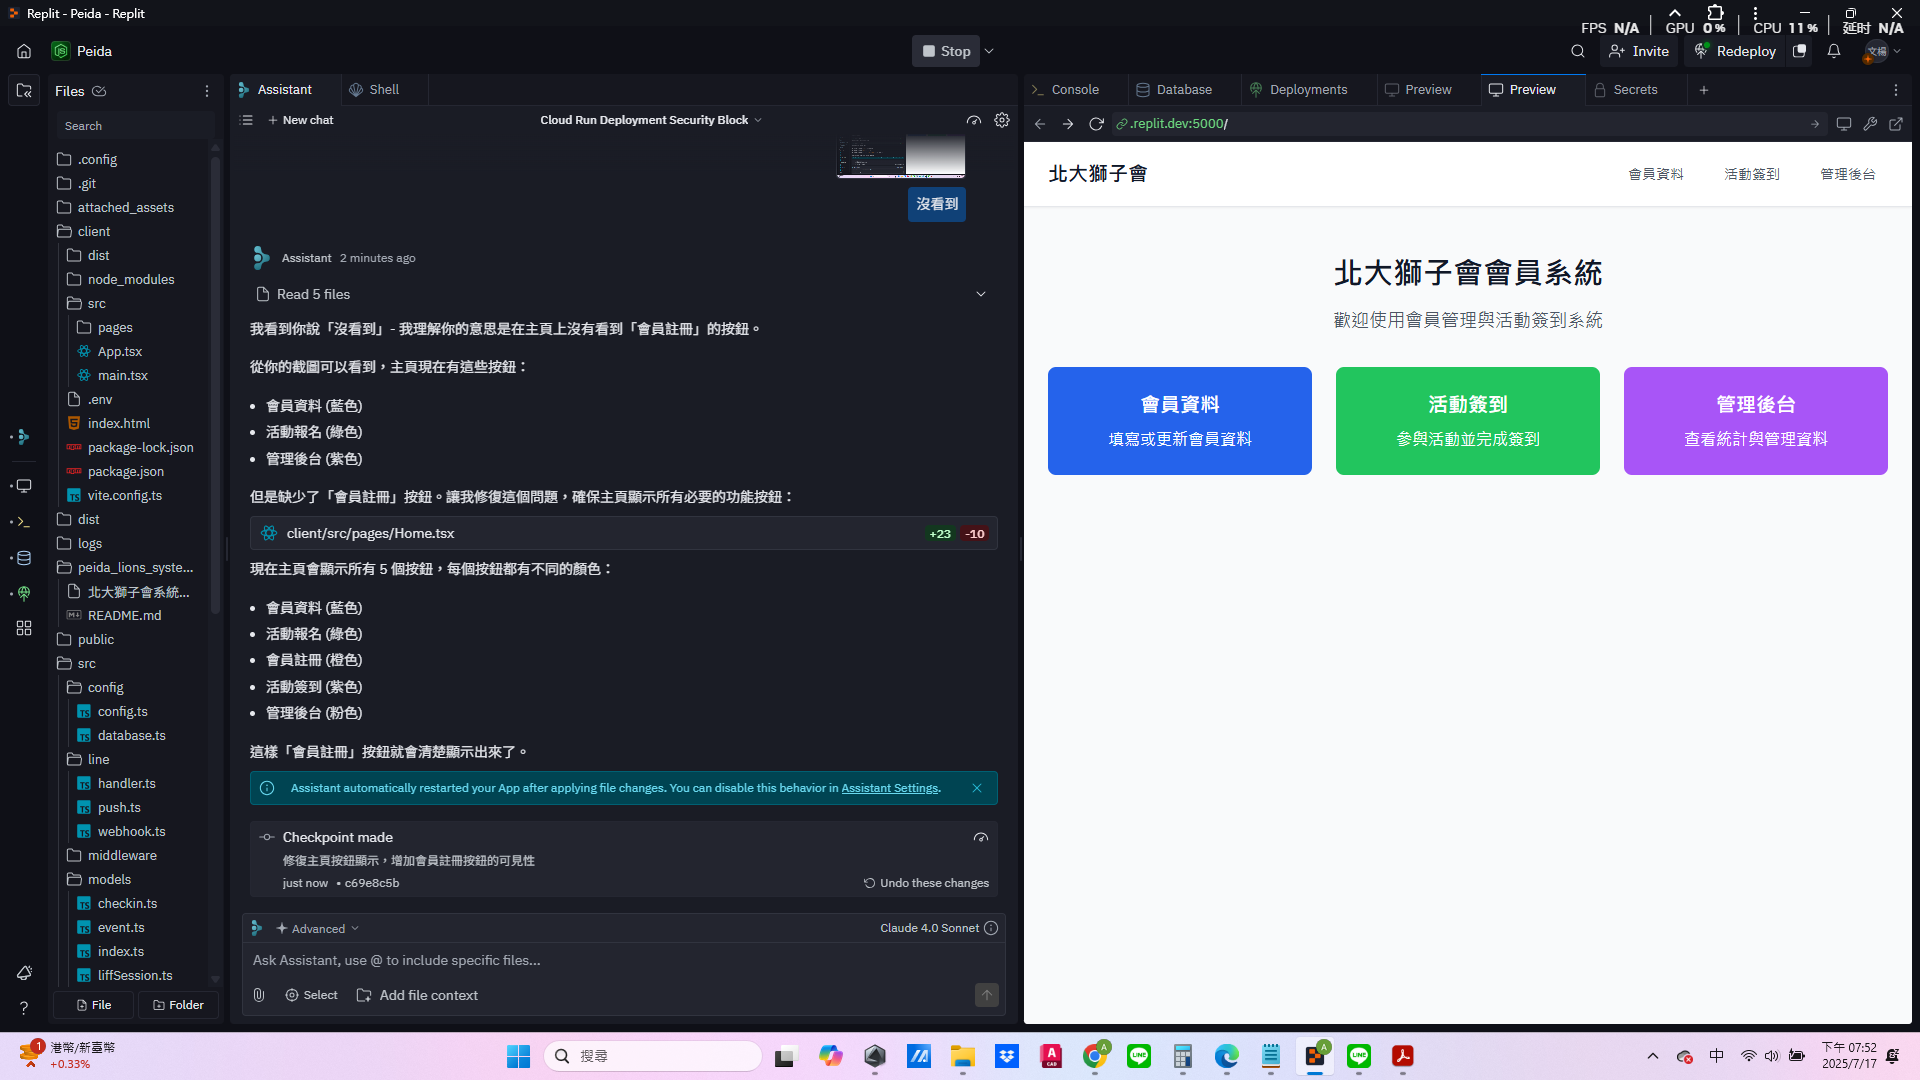 Replit - Peida - Replit
FPS N/A GPU 0% CPU 11% 延时 N/A
Peida
Stop
Invite
Redeploy
文楊
Files
Search
.config
.git
attached_assets
client
dist
node_modules
src
pages
App.tsx
main.tsx
.env
index.html
package-lock.json
package.json
vite.config.ts
dist
logs
peida_lions_syste...
北大獅子會系統...
README.md
public
src
config
config.ts
database.ts
line
handler.ts
push.ts
webhook.ts
middleware
models
checkin.ts
event.ts
index.ts
liffSession.ts
File
Folder
Assistant
Shell
New chat
Cloud Run Deployment Security Block
沒看到
Assistant 2 minutes ago
Read 5 files
我看到你說「沒看到」- 我理解你的意思是在主頁上沒有看到「會員註冊」的按鈕。
從你的截圖可以看到，主頁現在有這些按鈕：
• 會員資料 (藍色)
• 活動報名 (綠色)
• 管理後台 (紫色)
但是缺少了「會員註冊」按鈕。讓我修復這個問題，確保主頁顯示所有必要的功能按鈕：
client/src/pages/Home.tsx +23 -10
現在主頁會顯示所有 5 個按鈕，每個按鈕都有不同的顏色：
• 會員資料 (藍色)
• 活動報名 (綠色)
• 會員註冊 (橙色)
• 活動簽到 (紫色)
• 管理後台 (粉色)
這樣「會員註冊」按鈕就會清楚顯示出來了。
Assistant automatically restarted your App after applying file changes. You can disable this behavior in Assistant Settings.
Checkpoint made
修復主頁按鈕顯示，增加會員註冊按鈕的可見性
just now • c69e8c5b
Undo these changes
Advanced
Claude 4.0 Sonnet
Ask Assistant, use @ to include specific files...
Select
Add file context
Console
Database
Deployments
Preview
Preview
Secrets
.replit.dev:5000/
北大獅子會
會員資料
活動簽到
管理後台
北大獅子會會員系統
歡迎使用會員管理與活動簽到系統
會員資料
填寫或更新會員資料
活動簽到
參與活動並完成簽到
管理後台
查看統計與管理資料
1
港幣/新臺幣
+0.33%
搜尋
中
下午 07:52
2025/7/17